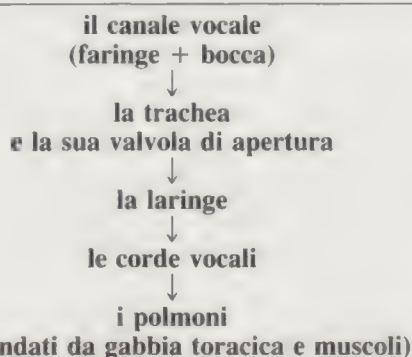 il canale vocale
(faringe + bocca)
↓
la trachea
e la sua valvola di apertura
↓
la laringe
↓
le corde vocali
↓
i polmoni
da gabbia toracica e muscoli)